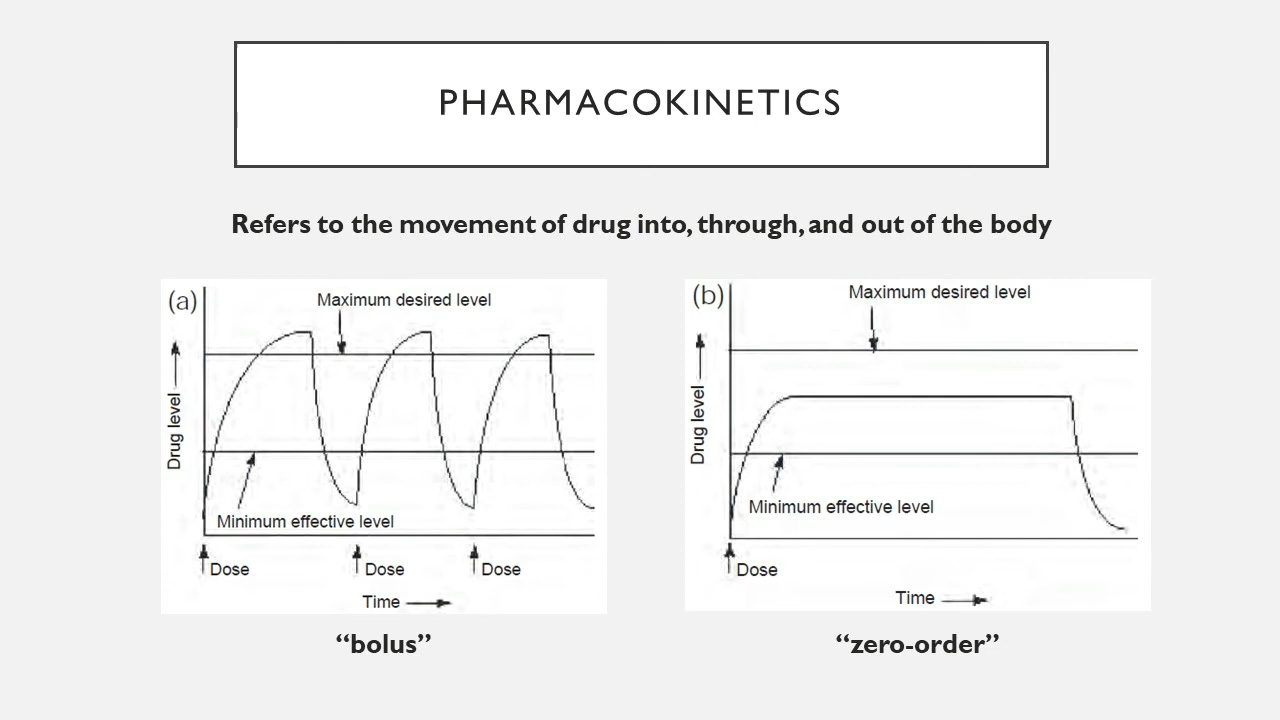 PHARMACOKINETICS
Refers to the movement of drug into, through, and out of the body
(a)
Maximum desired level
Drug level
Minimum effective level
Dose
Dose
Dose
Time
“bolus”
(b)
Maximum desired level
Drug level
Minimum effective level
Dose
Time
“zero-order”